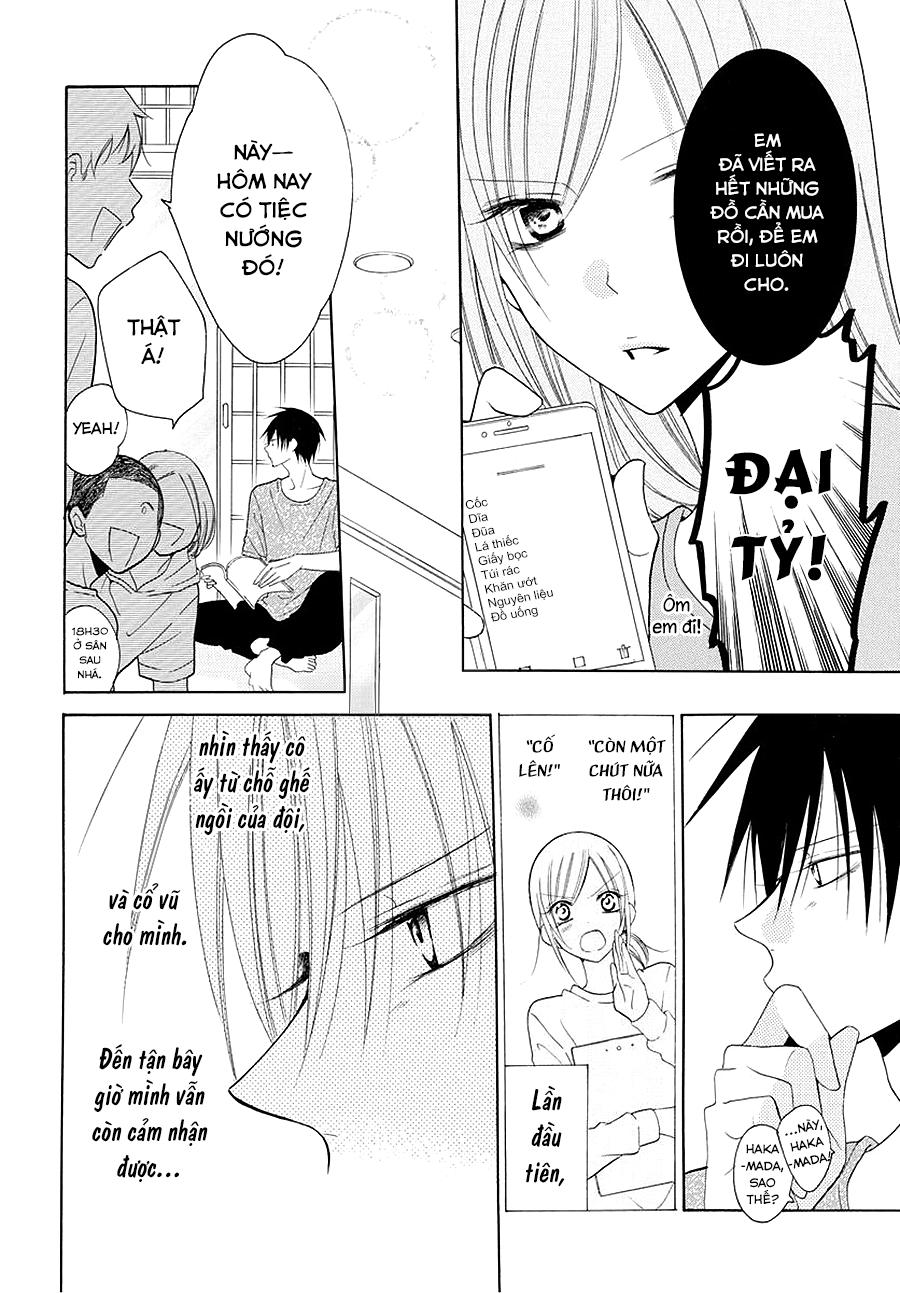 EM
ĐÃ VIẾT RA
HẾT NHỮNG
ĐỒ CẦN MUA
RỒI, ĐỂ EM
ĐI LUÔN
CHO.
ĐẠI
TỶ!
Cốc
Dĩa
Đũa
Lá thiếc
Giấy bọc
Túi rác
Khăn ướt
Nguyên liệu
Đồ uống
Ôm
em đi!
NÀY—
HÔM NAY
CÓ TIỆC
NƯỚNG
ĐÓ!
THẬT
Á!
YEAH!
18H30
Ở SÂN
SAU
NHÁ.
...NÀY,
HAKA
-MADA!
HAKA
-MADA,
SAO
THẾ?
"CÒN MỘT
CHÚT NỮA
THÔI!"
"CỐ
LÊN!"
Lần
đầu
tiên,
nhìn thấy cô
ấy từ chỗ ghế
ngồi của đội,
và cổ vũ
cho mình.
Đến tận bây
giờ mình vẫn
còn cảm nhận
được...